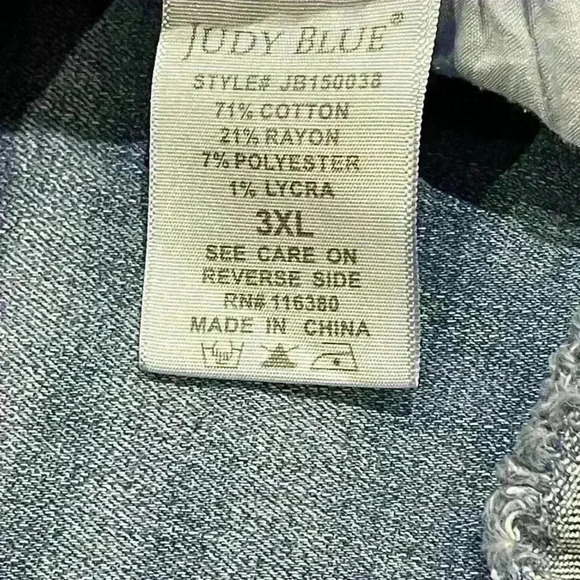 JUDY BLUE®
STYLE# JB150038
71% COTTON
21% RAYON
7% POLYESTER
1% LYCRA
3XL
SEE CARE ON
REVERSE SIDE
RN# 116380
MADE IN CHINA